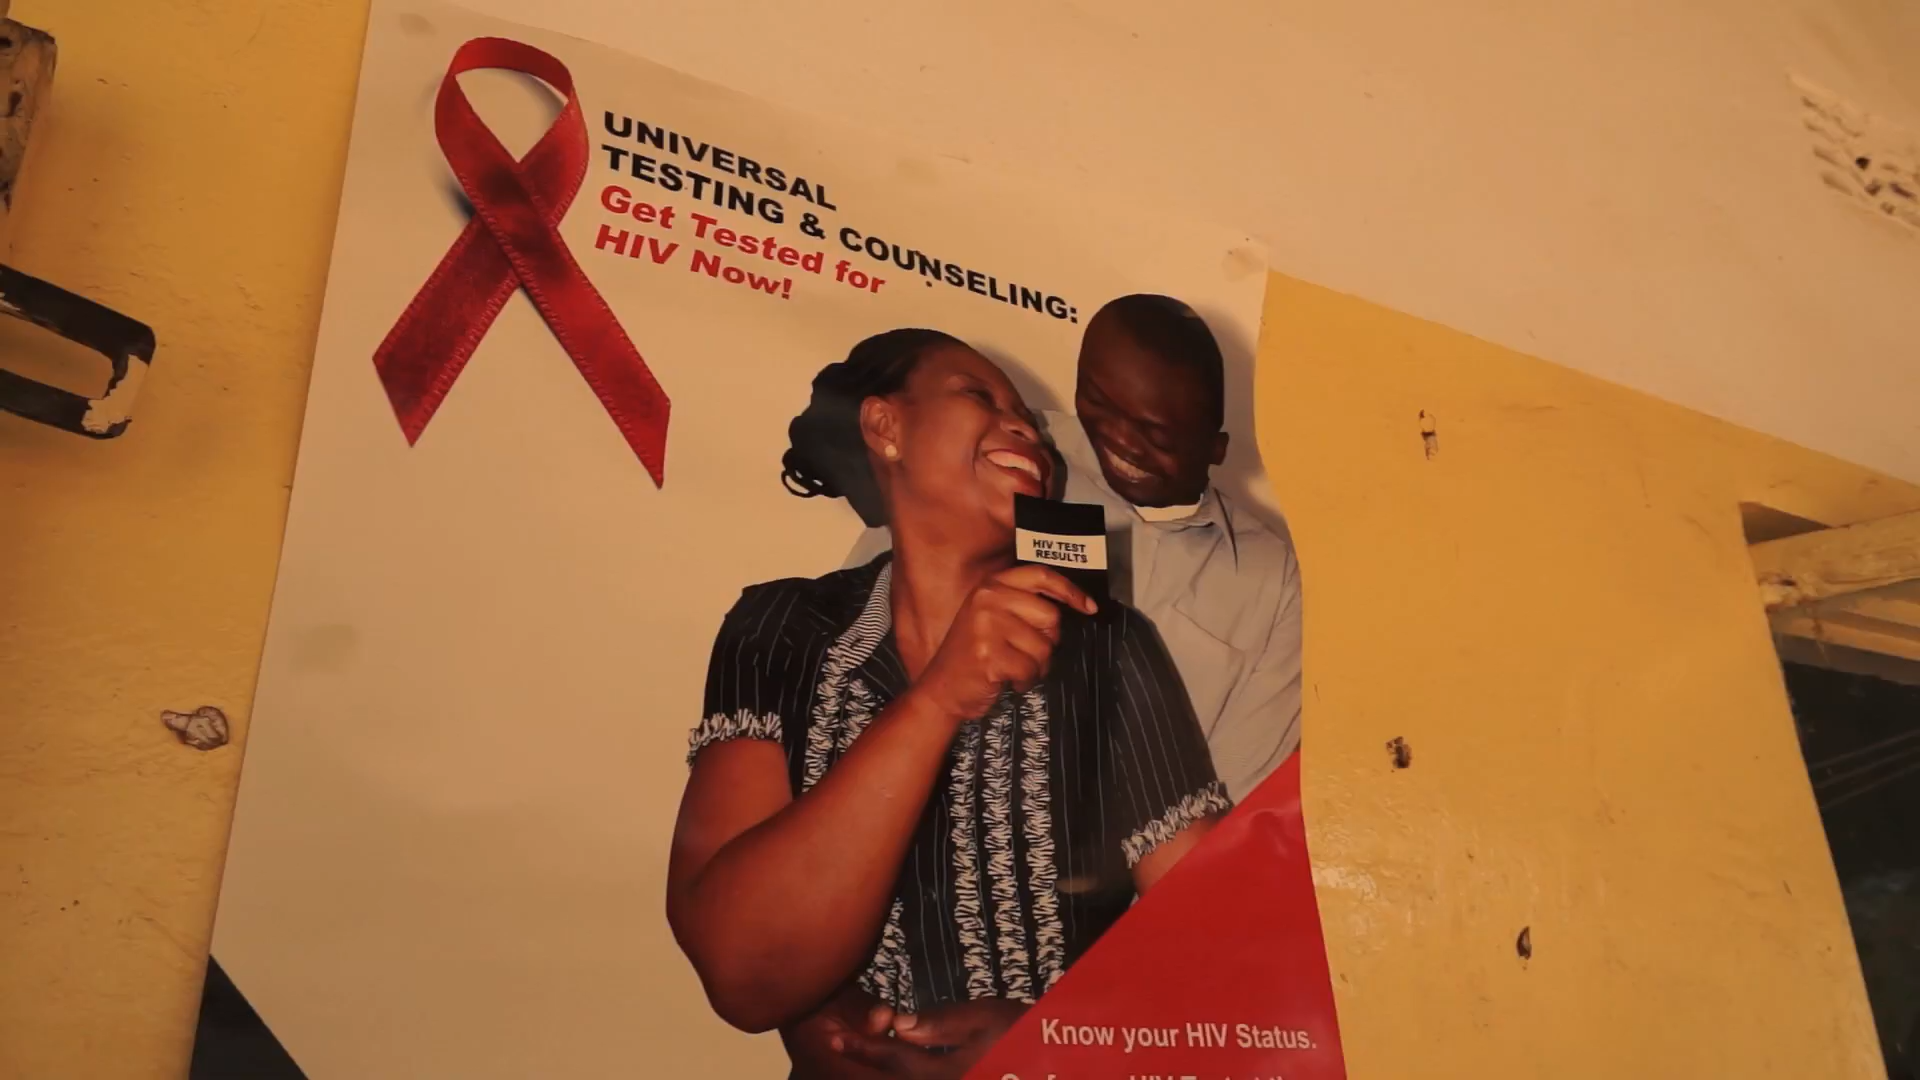 UNIVERSAL
TESTING & COUNSELING:
Get Tested for
HIV Now!
HIV TEST
RESULTS
Know your HIV Status.